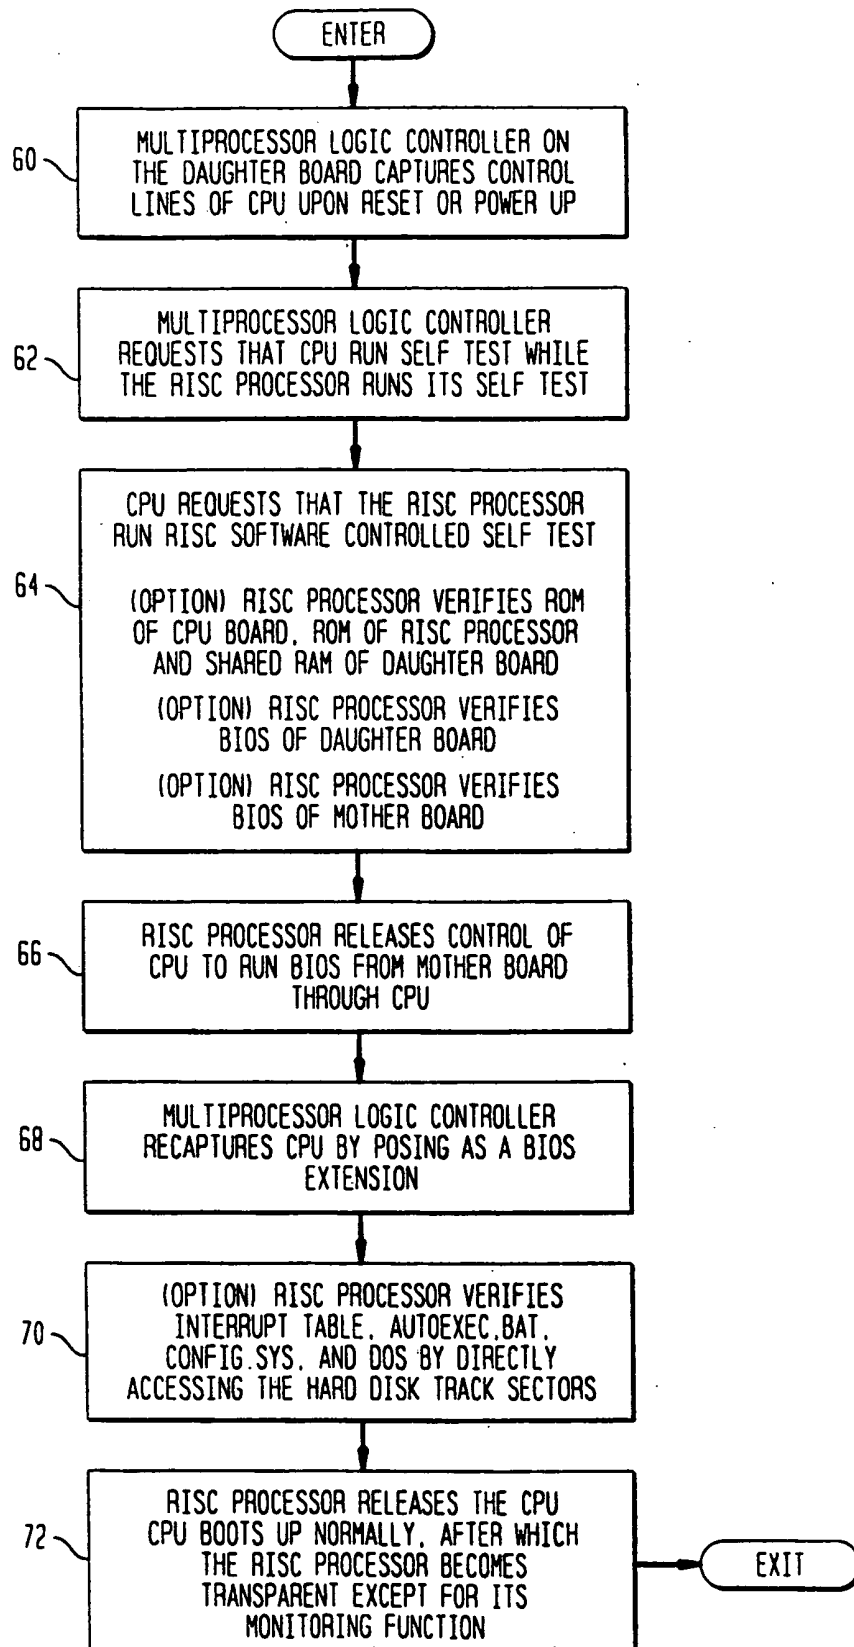 ENTER
60
MULTIPROCESSOR LOGIC CONTROLLER ON
THE DAUGHTER BOARD CAPTURES CONTROL
LINES OF CPU UPON RESET OR POWER UP
62
MULTIPROCESSOR LOGIC CONTROLLER
REQUESTS THAT CPU RUN SELF TEST WHILE
THE RISC PROCESSOR RUNS ITS SELF TEST
64
CPU REQUESTS THAT THE RISC PROCESSOR
RUN RISC SOFTWARE CONTROLLED SELF TEST
(OPTION) RISC PROCESSOR VERIFIES ROM
OF CPU BOARD, ROM OF RISC PROCESSOR
AND SHARED RAM OF DAUGHTER BOARD
(OPTION) RISC PROCESSOR VERIFIES
BIOS OF DAUGHTER BOARD
(OPTION) RISC PROCESSOR VERIFIES
BIOS OF MOTHER BOARD
66
RISC PROCESSOR RELEASES CONTROL OF
CPU TO RUN BIOS FROM MOTHER BOARD
THROUGH CPU
68
MULTIPROCESSOR LOGIC CONTROLLER
RECAPTURES CPU BY POSING AS A BIOS
EXTENSION
70
(OPTION) RISC PROCESSOR VERIFIES
INTERRUPT TABLE, AUTOEXEC.BAT,
CONFIG.SYS, AND DOS BY DIRECTLY
ACCESSING THE HARD DISK TRACK SECTORS
72
RISC PROCESSOR RELEASES THE CPU
CPU BOOTS UP NORMALLY, AFTER WHICH
THE RISC PROCESSOR BECOMES
TRANSPARENT EXCEPT FOR ITS
MONITORING FUNCTION
EXIT